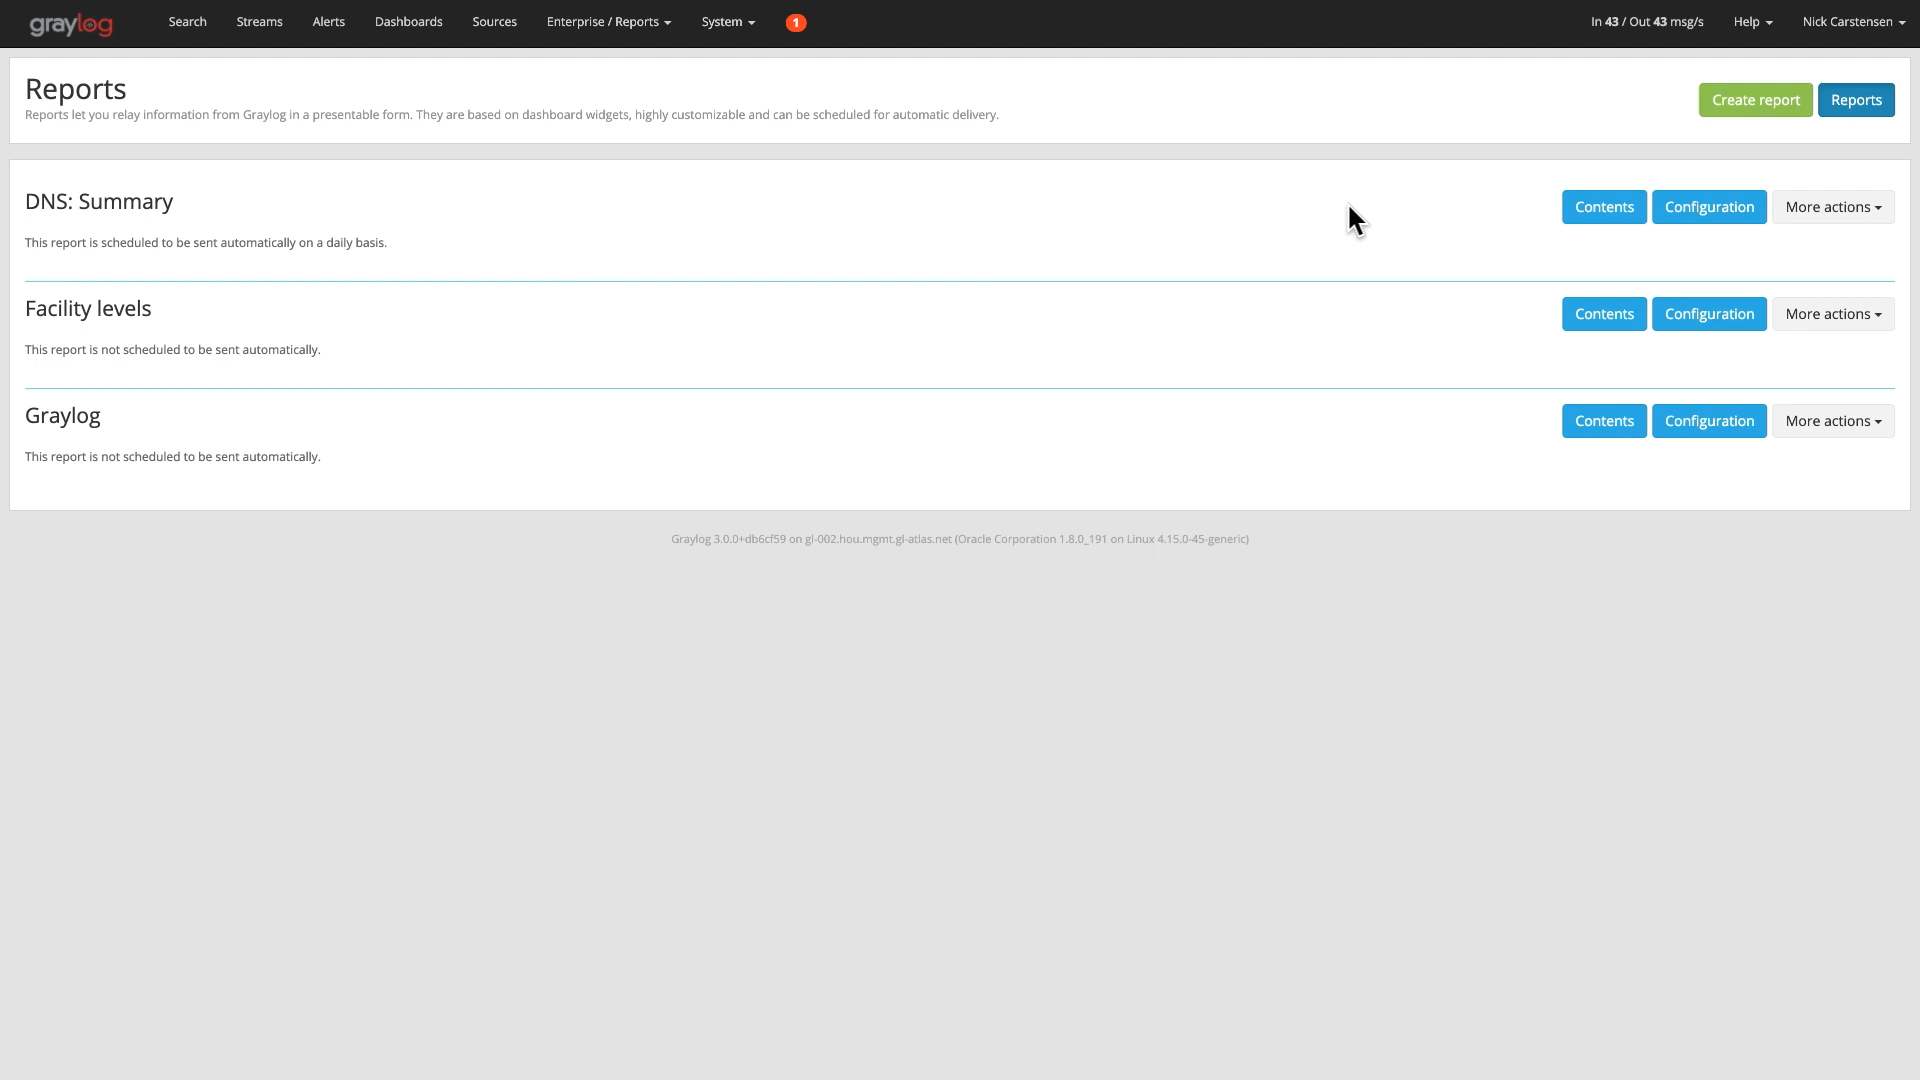 graylog Search Streams Alerts Dashboards Sources Enterprise / Reports System 1 In 43 / Out 43 msg/s Help Nick Carstensen
Reports
Reports let you relay information from Graylog in a presentable form. They are based on dashboard widgets, highly customizable and can be scheduled for automatic delivery.
Create report Reports
DNS: Summary
Contents Configuration More actions
This report is scheduled to be sent automatically on a daily basis.
Facility levels
Contents Configuration More actions
This report is not scheduled to be sent automatically.
Graylog
Contents Configuration More actions
This report is not scheduled to be sent automatically.
Graylog 3.0.0+db6cf59 on gl-002.hou.mgmt.gl-atlas.net (Oracle Corporation 1.8.0_191 on Linux 4.15.0-45-generic)